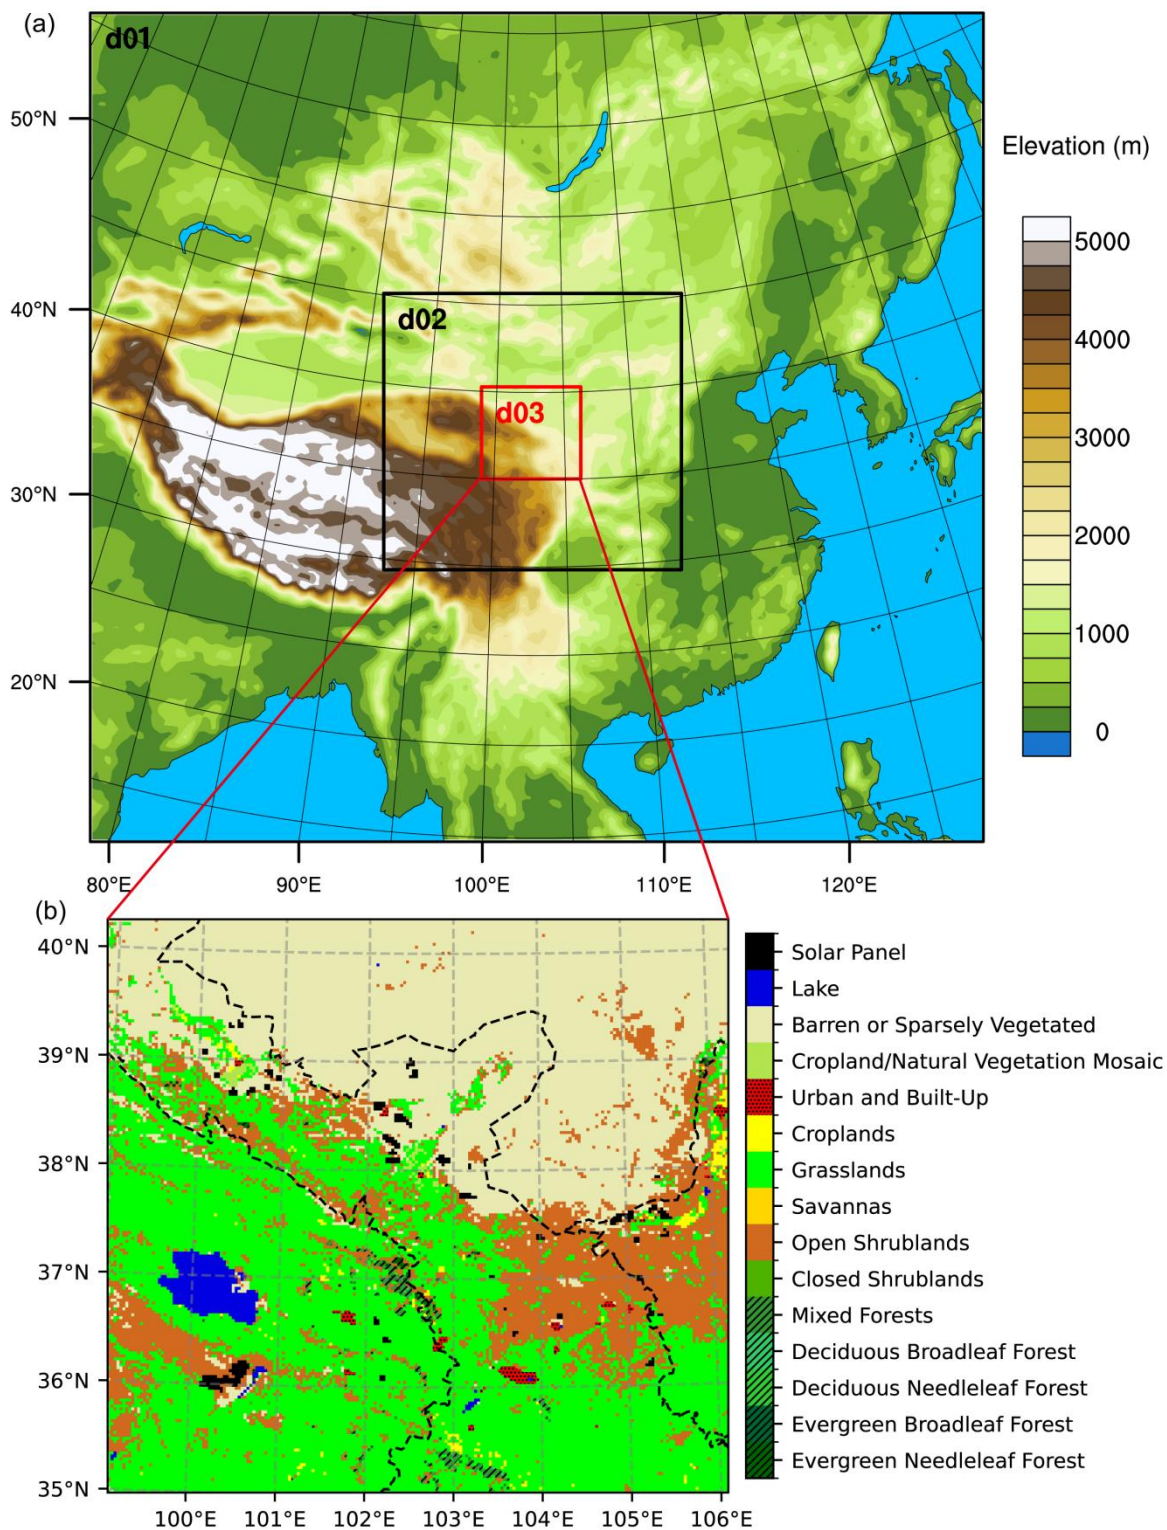 (a)
d01
50°N
40°N
30°N
20°N
d02
d03
80°E
90°E
100°E
110°E
120°E
Elevation (m)
5000
4000
3000
2000
1000
0
(b)
40°N
39°N
38°N
37°N
36°N
35°N
100°E
101°E
102°E
103°E
104°E
105°E
106°E
Solar Panel
Lake
Barren or Sparsely Vegetated
Cropland/Natural Vegetation Mosaic
Urban and Built-Up
Croplands
Grasslands
Savannas
Open Shrublands
Closed Shrublands
Mixed Forests
Deciduous Broadleaf Forest
Deciduous Needleleaf Forest
Evergreen Broadleaf Forest
Evergreen Needleleaf Forest